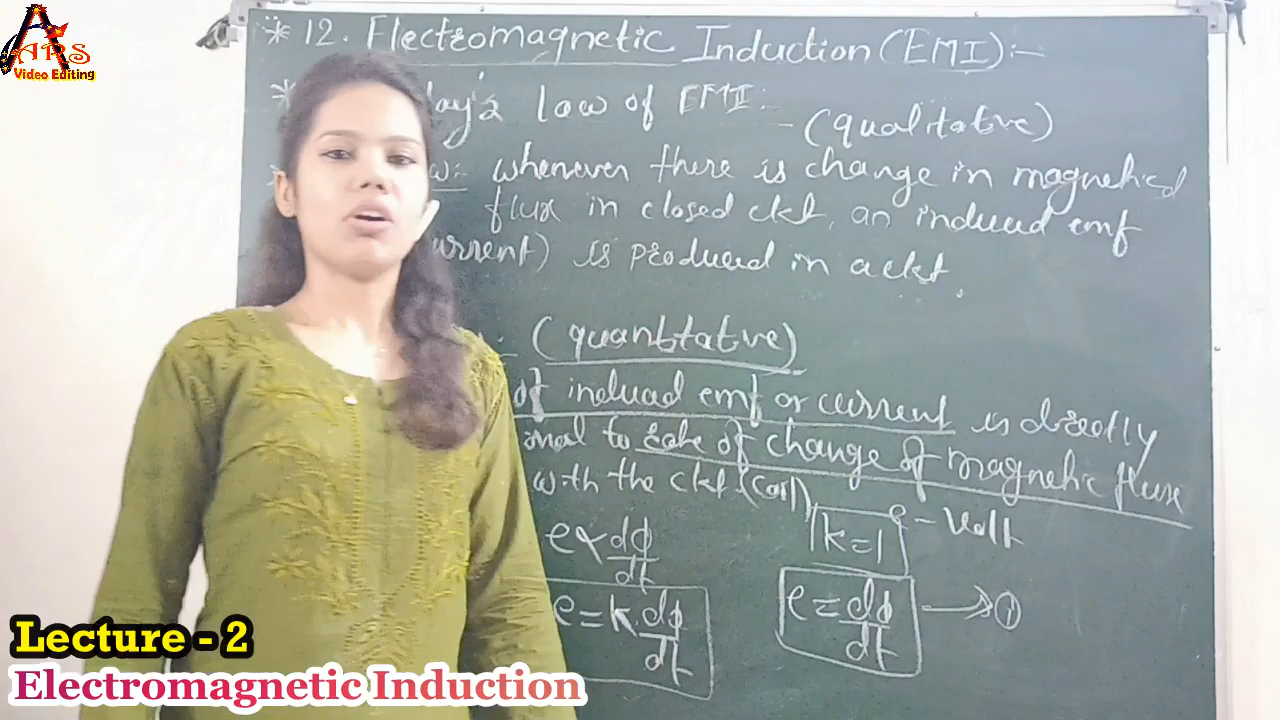 ARS
Video Editing
* 12. Electromagnetic Induction (EMI):-
* day's law of EMI:-
- (qualitative)
w:- whenever there is change in magnetic
flux in closed ckt, an induced emf
current) is produced in a ckt.
:- (quantitative)
of induced emf or current is directly
onal to rate of change of magnetic flux
with the ckt (coil)
e ∝ dϕ/dt
k=1
e - Volt
e = k dϕ/dt
e = dϕ/dt → ①
Lecture - 2
Electromagnetic Induction